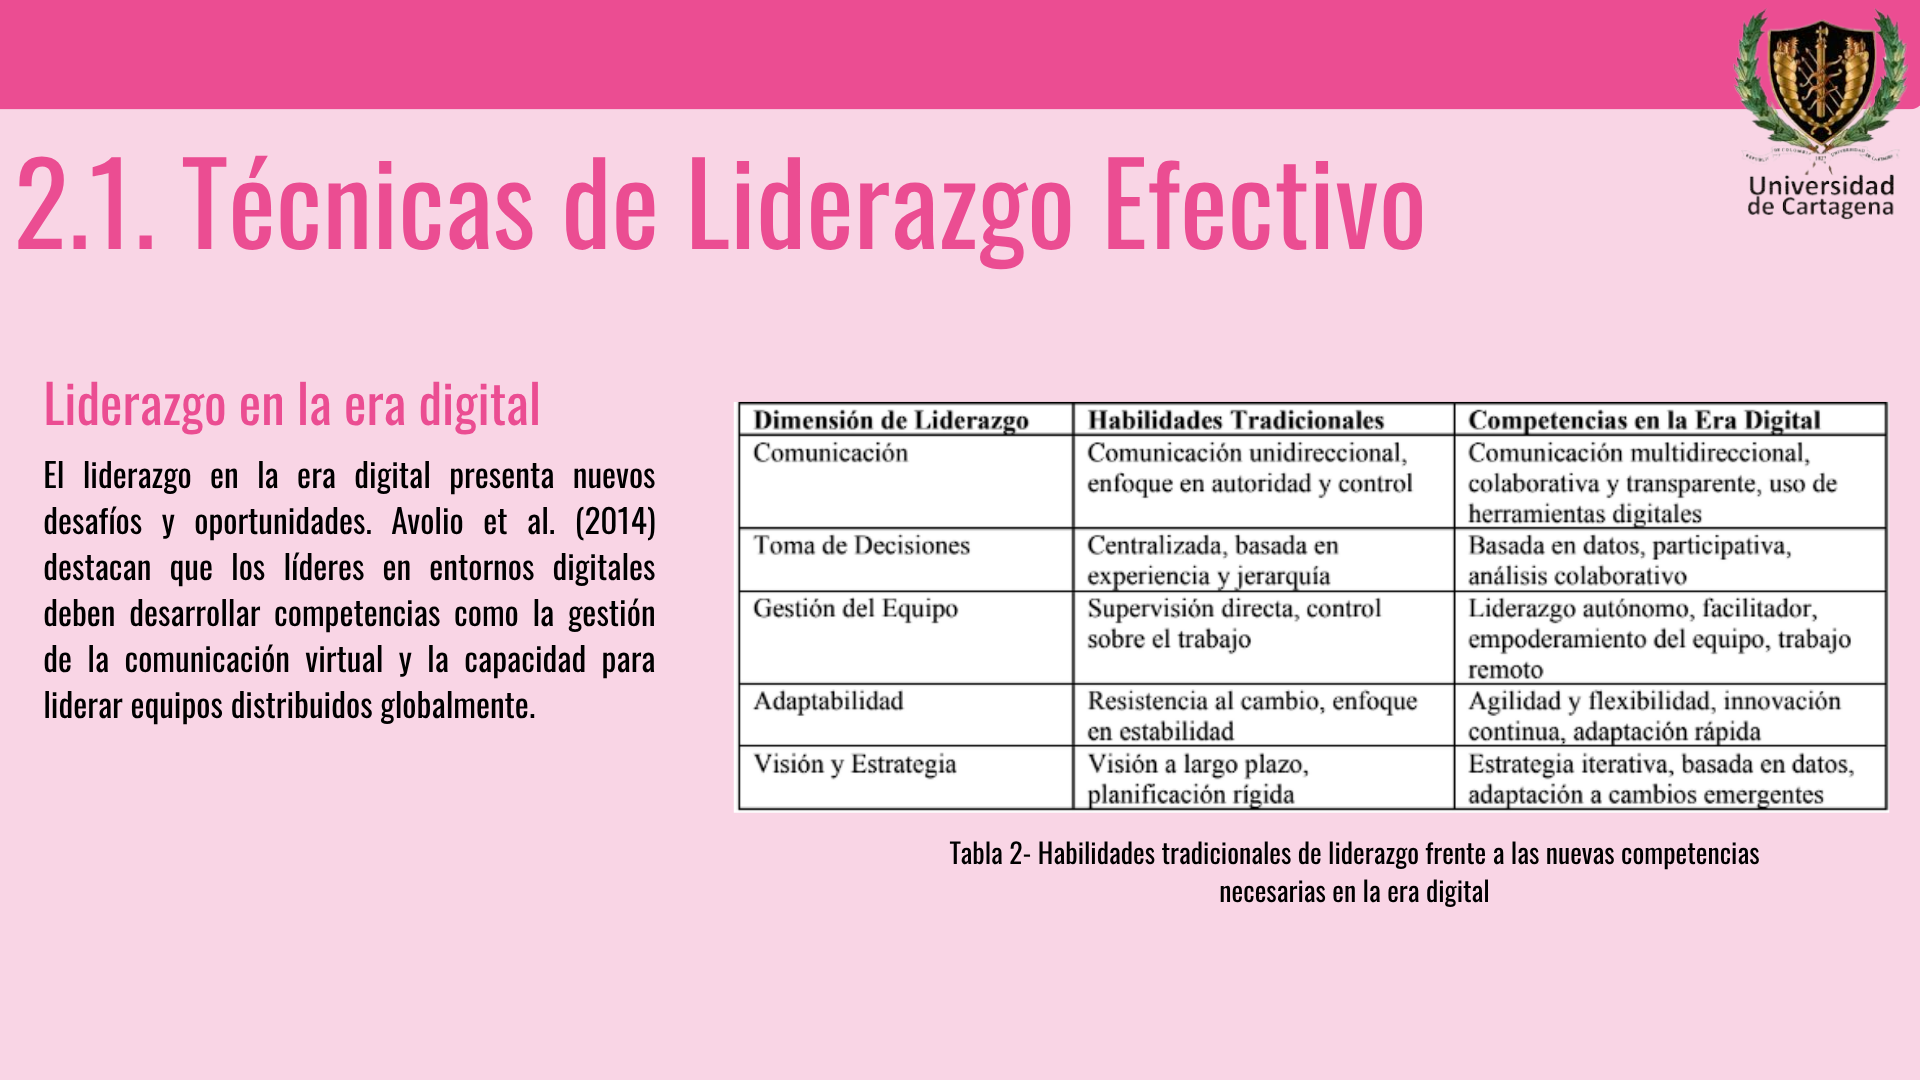 Universidad
de Cartagena
2.1. Técnicas de Liderazgo Efectivo
Liderazgo en la era digital
El liderazgo en la era digital presenta nuevos
desafíos y oportunidades. Avolio et al. (2014)
destacan que los líderes en entornos digitales
deben desarrollar competencias como la gestión
de la comunicación virtual y la capacidad para
liderar equipos distribuidos globalmente.
Dimensión de Liderazgo Habilidades Tradicionales Competencias en la Era Digital
Comunicación Comunicación unidireccional, Comunicación multidireccional,
enfoque en autoridad y control colaborativa y transparente, uso de
herramientas digitales
Toma de Decisiones Centralizada, basada en Basada en datos, participativa,
experiencia y jerarquía análisis colaborativo
Gestión del Equipo Supervisión directa, control Liderazgo autónomo, facilitador,
sobre el trabajo empoderamiento del equipo, trabajo
remoto
Adaptabilidad Resistencia al cambio, enfoque Agilidad y flexibilidad, innovación
en estabilidad continua, adaptación rápida
Visión y Estrategia Visión a largo plazo, Estrategia iterativa, basada en datos,
planificación rígida adaptación a cambios emergentes
Tabla 2- Habilidades tradicionales de liderazgo frente a las nuevas competencias
necesarias en la era digital